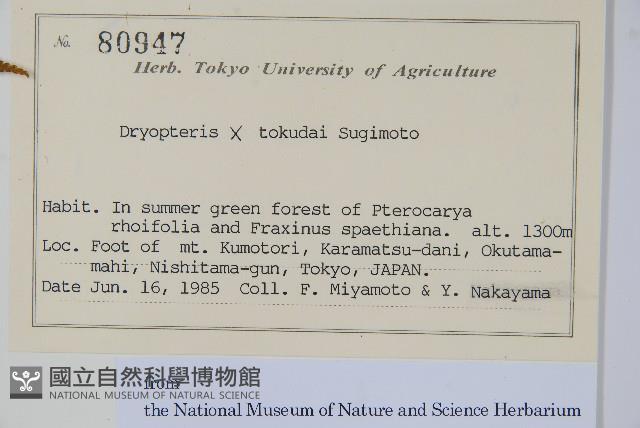 No. 80947
Herb. Tokyo University of Agriculture
Dryopteris X tokudai Sugimoto
Habit. In summer green forest of Pterocarya
rhoifolia and Fraxinus spaethiana. alt. 1300m
Loc. Foot of mt. Kumotori, Karamatsu-dani, Okutama-
mahi, Nishitama-gun, Tokyo, JAPAN.
Date Jun. 16, 1985 Coll. F. Miyamoto & Y. Nakayama
國立自然科學博物館
NATIONAL MUSEUM OF NATURAL SCIENCE
from
the National Museum of Nature and Science Herbarium